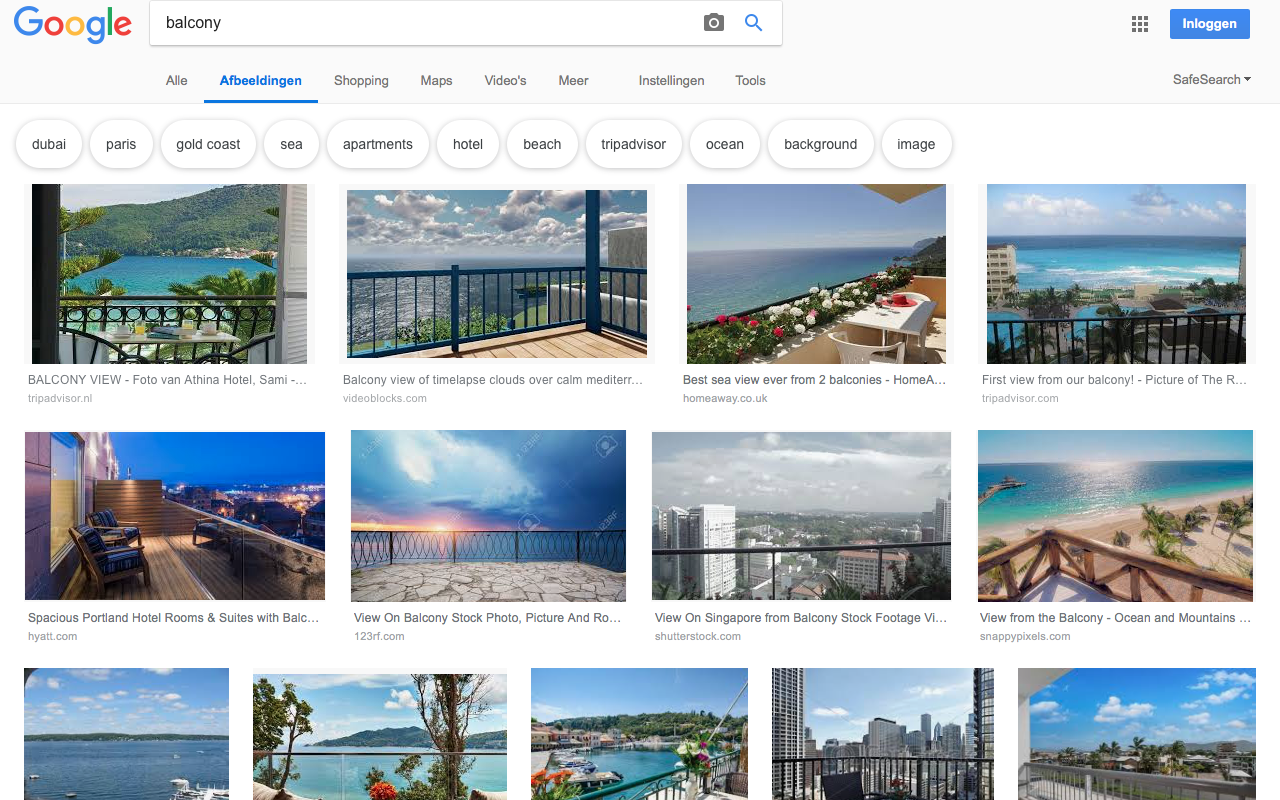 Google
balcony
Inloggen
Alle
Afbeeldingen
Shopping
Maps
Video's
Meer
Instellingen
Tools
SafeSearch
dubai
paris
gold coast
sea
apartments
hotel
beach
tripadvisor
ocean
background
image
BALCONY VIEW - Foto van Athina Hotel, Sami -...
tripadvisor.nl
Balcony view of timelapse clouds over calm mediterr...
videoblocks.com
Best sea view ever from 2 balconies - HomeA...
homeaway.co.uk
First view from our balcony! - Picture of The R...
tripadvisor.com
123RF
123RF
123RF
Spacious Portland Hotel Rooms & Suites with Balc...
hyatt.com
View On Balcony Stock Photo, Picture And Ro...
123rf.com
View On Singapore from Balcony Stock Footage Vi...
shutterstock.com
View from the Balcony - Ocean and Mountains ...
snappypixels.com